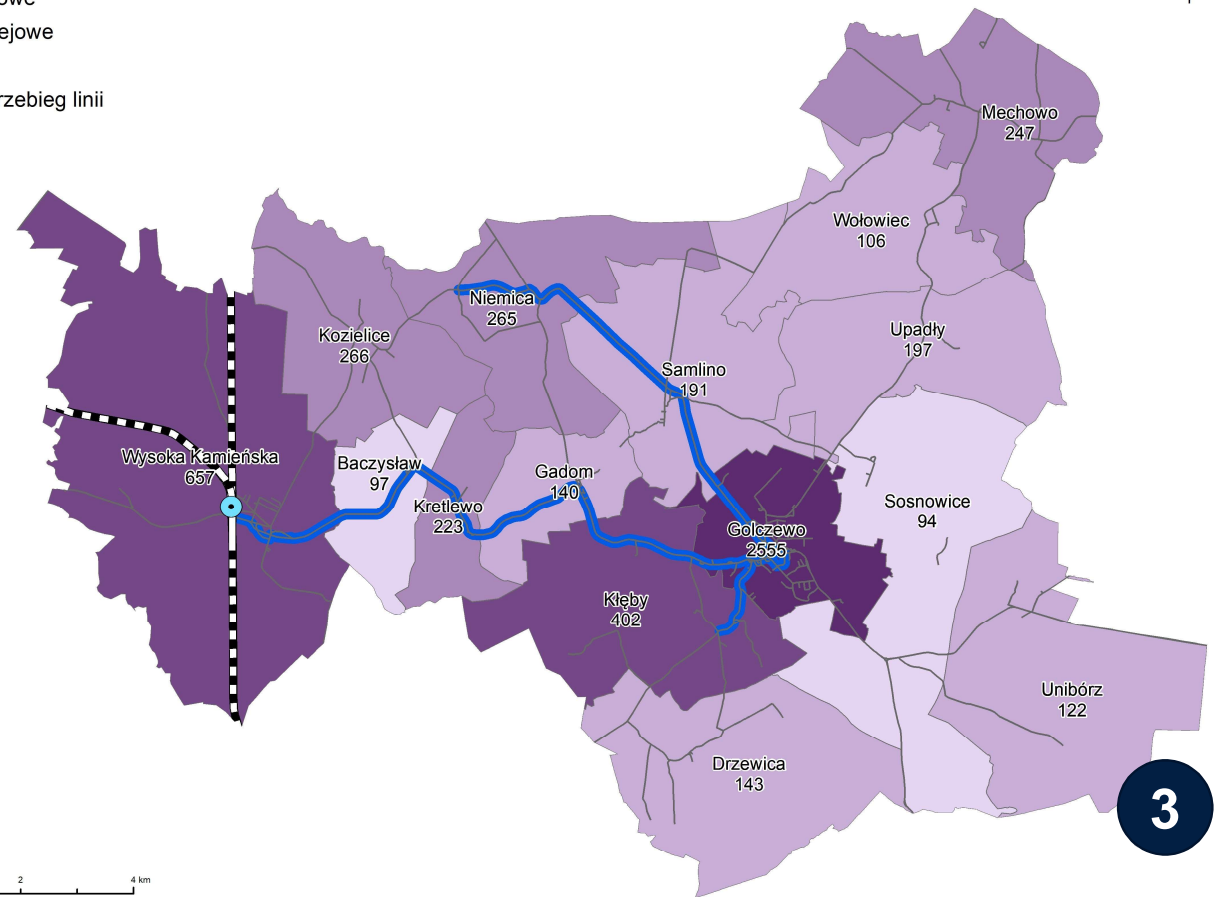 ejowe
rzebieg linii
Mechowo
247
Wołowiec
106
Niemica
265
Kozielice
266
Upadły
197
Samlino
191
Wysoka Kamieńska
657
Baczysław
97
Gadom
140
Kretlewo
223
Sosnowice
94
Golczewo
2555
Kłęby
402
Unibórz
122
Drzewica
143
3
2
4 km